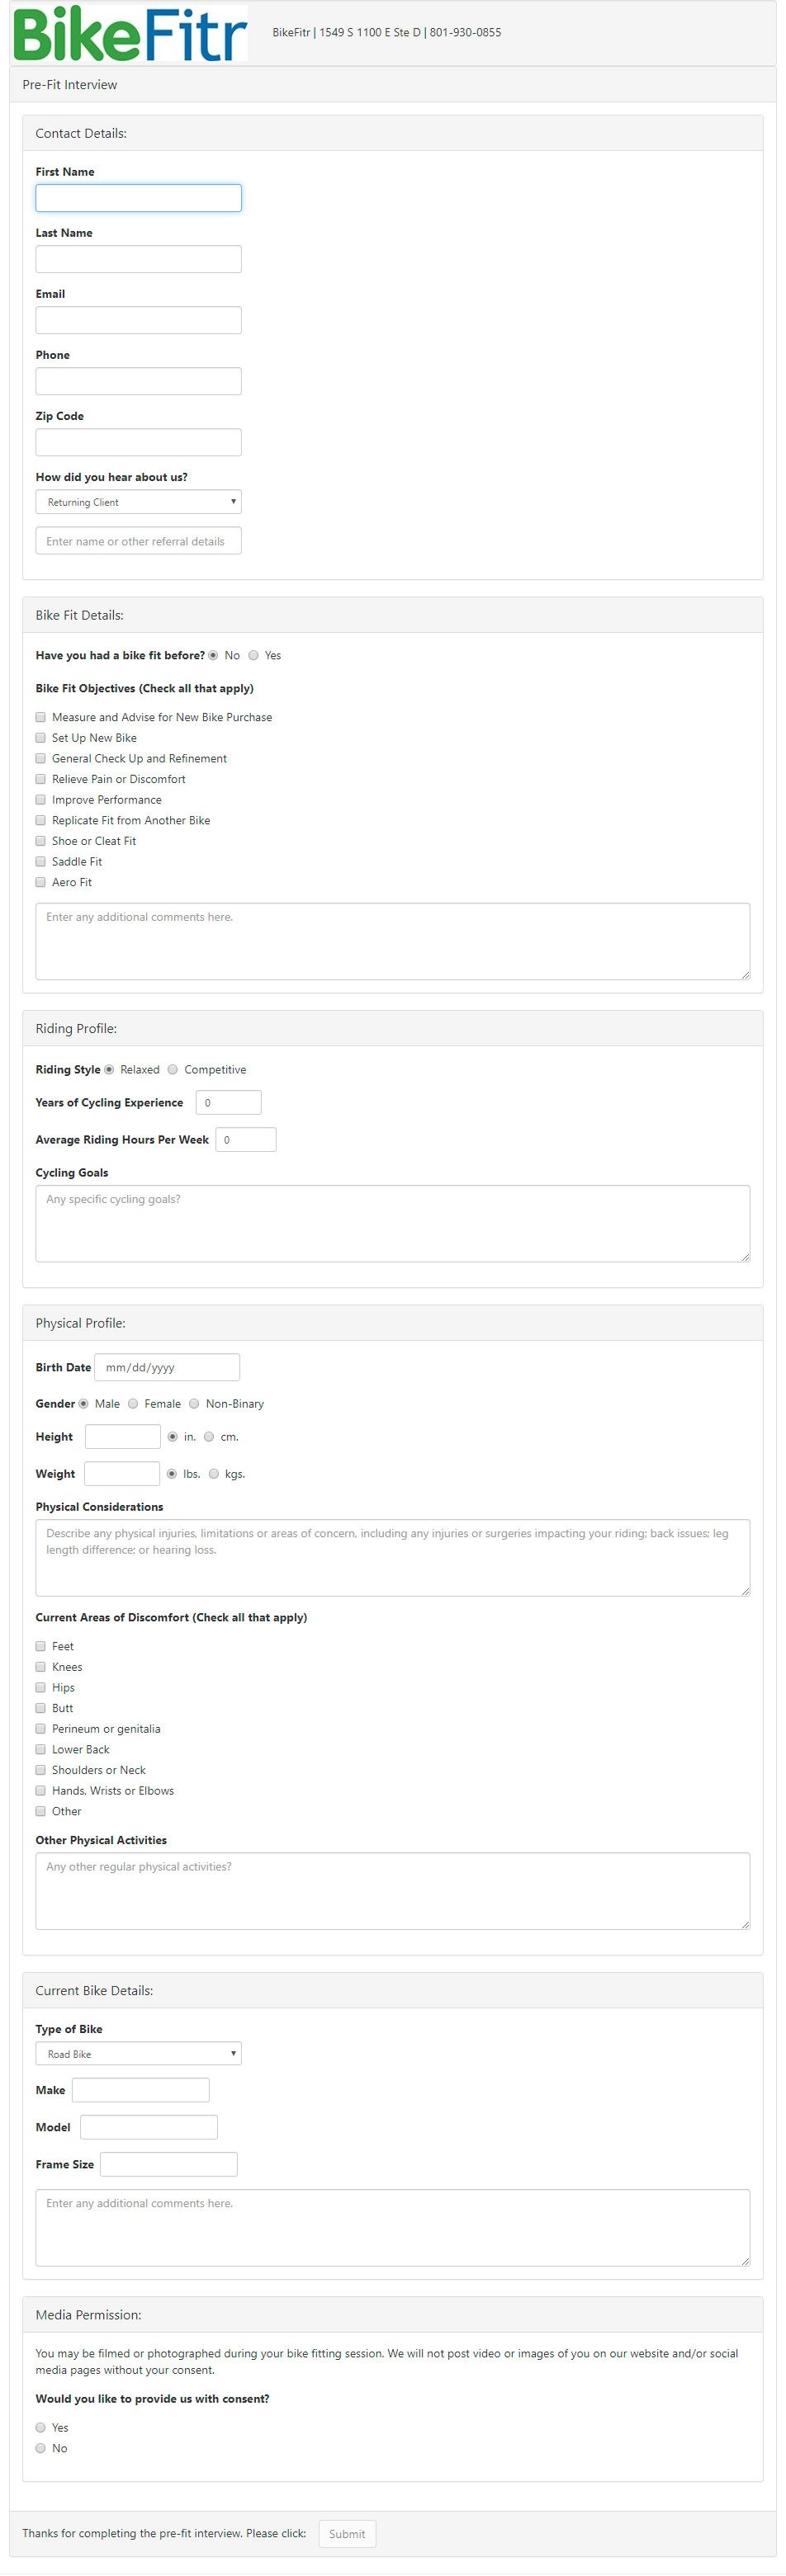 BikeFitr
BikeFitr | 1549 S 1100 E Ste D | 801-930-0855
Pre-Fit Interview
Contact Details:
First Name
Last Name
Email
Phone
Zip Code
How did you hear about us?
Returning Client
Enter name or other referral details
Bike Fit Details:
Have you had a bike fit before? No Yes
Bike Fit Objectives (Check all that apply)
Measure and Advise for New Bike Purchase
Set Up New Bike
General Check Up and Refinement
Relieve Pain or Discomfort
Improve Performance
Replicate Fit from Another Bike
Shoe or Cleat Fit
Saddle Fit
Aero Fit
Enter any additional comments here.
Riding Profile:
Riding Style Relaxed Competitive
Years of Cycling Experience 0
Average Riding Hours Per Week 0
Cycling Goals
Any specific cycling goals?
Physical Profile:
Birth Date mm/dd/yyyy
Gender Male Female Non-Binary
Height in. cm.
Weight lbs. kgs.
Physical Considerations
Describe any physical injuries, limitations or areas of concern, including any injuries or surgeries impacting your riding; back issues; leg
length difference; or hearing loss.
Current Areas of Discomfort (Check all that apply)
Feet
Knees
Hips
Butt
Perineum or genitalia
Lower Back
Shoulders or Neck
Hands, Wrists or Elbows
Other
Other Physical Activities
Any other regular physical activities?
Current Bike Details:
Type of Bike
Road Bike
Make
Model
Frame Size
Enter any additional comments here.
Media Permission:
You may be filmed or photographed during your bike fitting session. We will not post video or images of you on our website and/or social
media pages without your consent.
Would you like to provide us with consent?
Yes
No
Thanks for completing the pre-fit interview. Please click: Submit